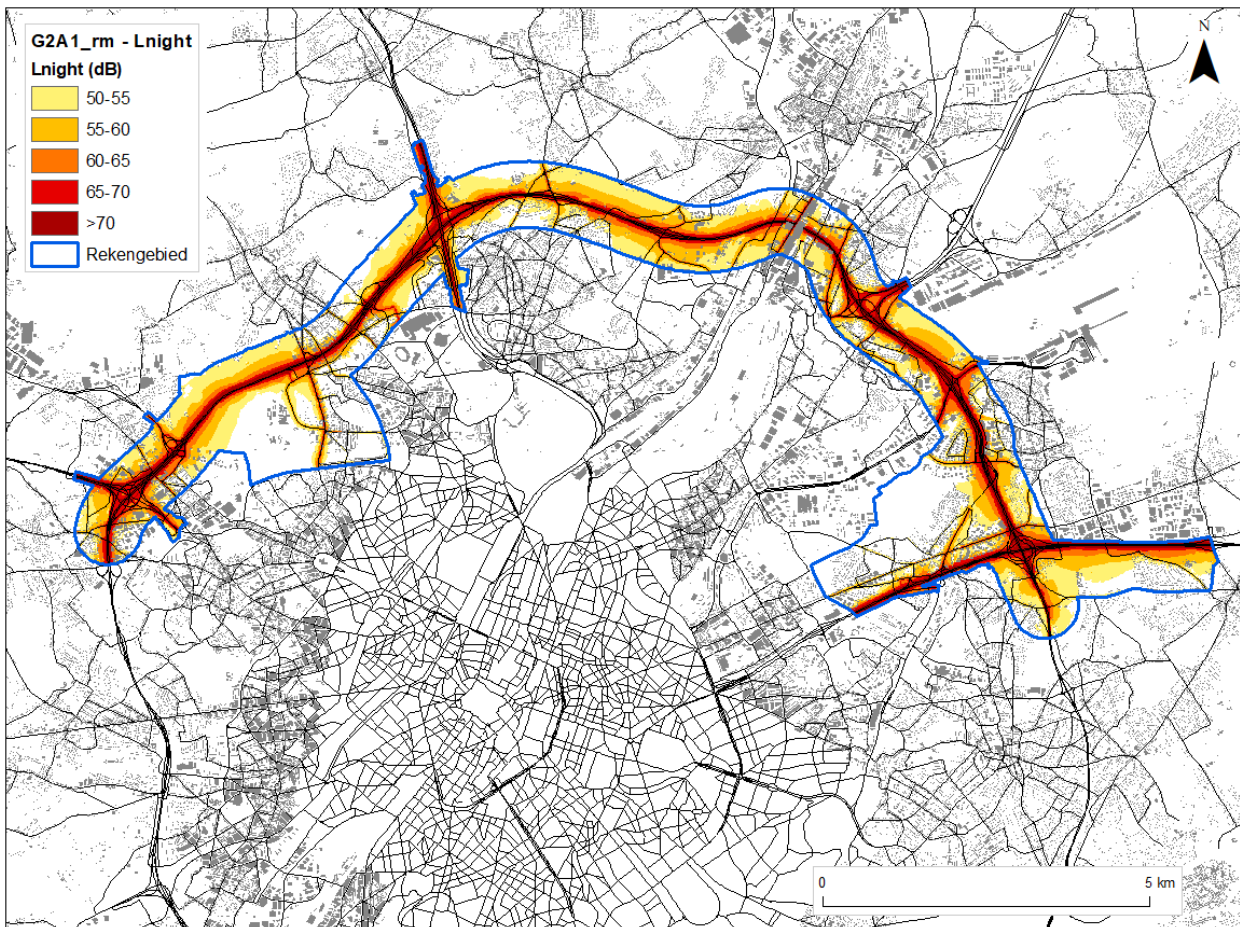 G2A1_rm - Lnight
Lnight (dB)
50-55
55-60
60-65
65-70
>70
Rekengebied
N
0
5 km